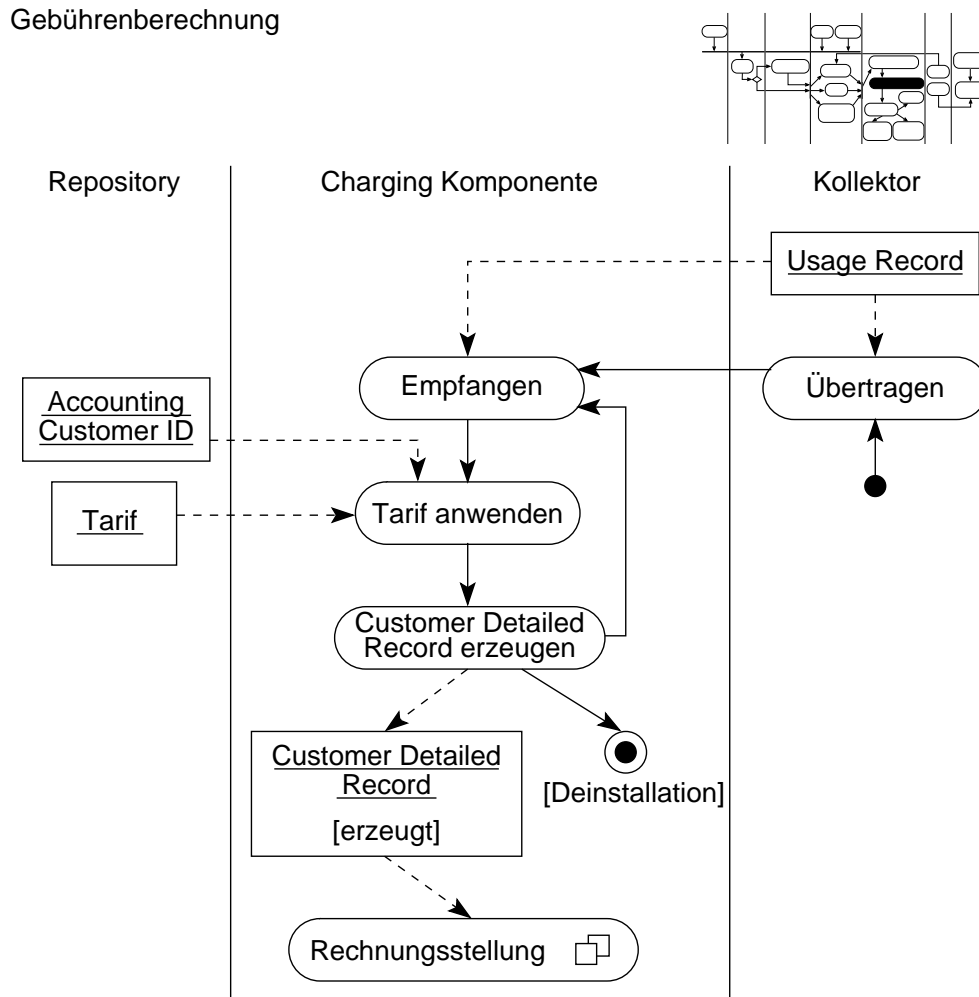 Gebührenberechnung
Repository
Charging Komponente
Kollektor
Usage Record
Empfangen
Übertragen
Accounting
Customer ID
Tarif
Tarif anwenden
Customer Detailed
Record erzeugen
Customer Detailed
Record
[erzeugt]
[Deinstallation]
Rechnungsstellung